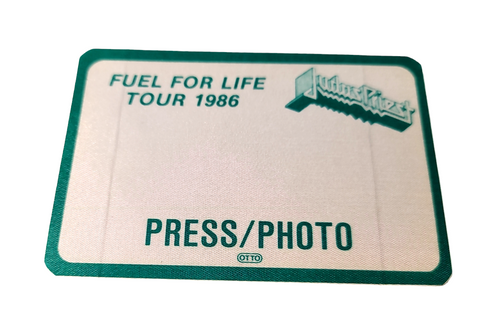 FUEL FOR LIFE
TOUR 1986
Judas Priest
PRESS/PHOTO
OTTO